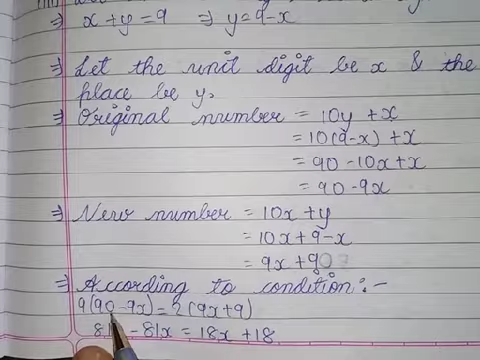 ⇒ x + y = 9 ⇒ y = 9 - x
⇒ Let the unit digit be x & the
place be y.
⇒ Original number = 10y + x
= 10(9-x) + x
= 90 - 10x + x
= 90 - 9x
⇒ New number = 10x + y
= 10x + 9 - x
= 9x + 9
⇒ According to condition :-
9(90-9x) = 2(9x+9)
81 - 81x = 18x + 18